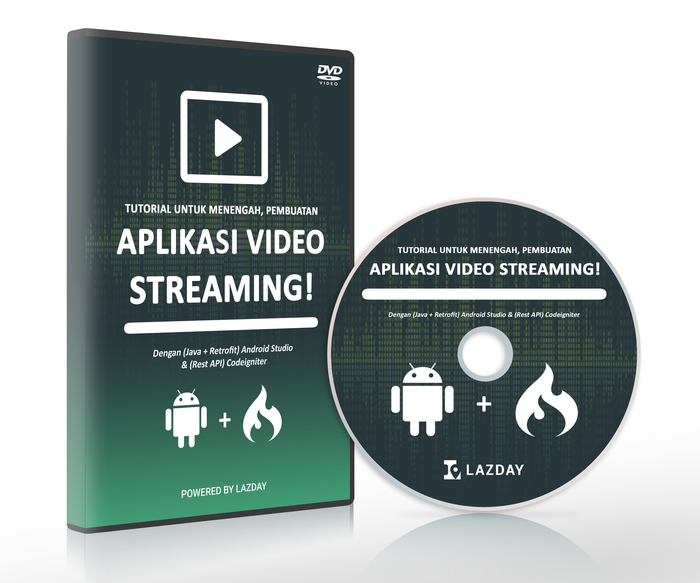 DVD
VIDEO
TUTORIAL UNTUK MENENGAH, PEMBUATAN
APLIKASI VIDEO
STREAMING!
Dengan (Java + Retrofit) Android Studio
& (Rest API) Codeigniter
+
POWERED BY LAZDAY
TUTORIAL UNTUK MENENGAH, PEMBUATAN
APLIKASI VIDEO STREAMING!
Dengan (Java + Retrofit) Android Studio & (Rest API) Codeigniter
+
LAZDAY